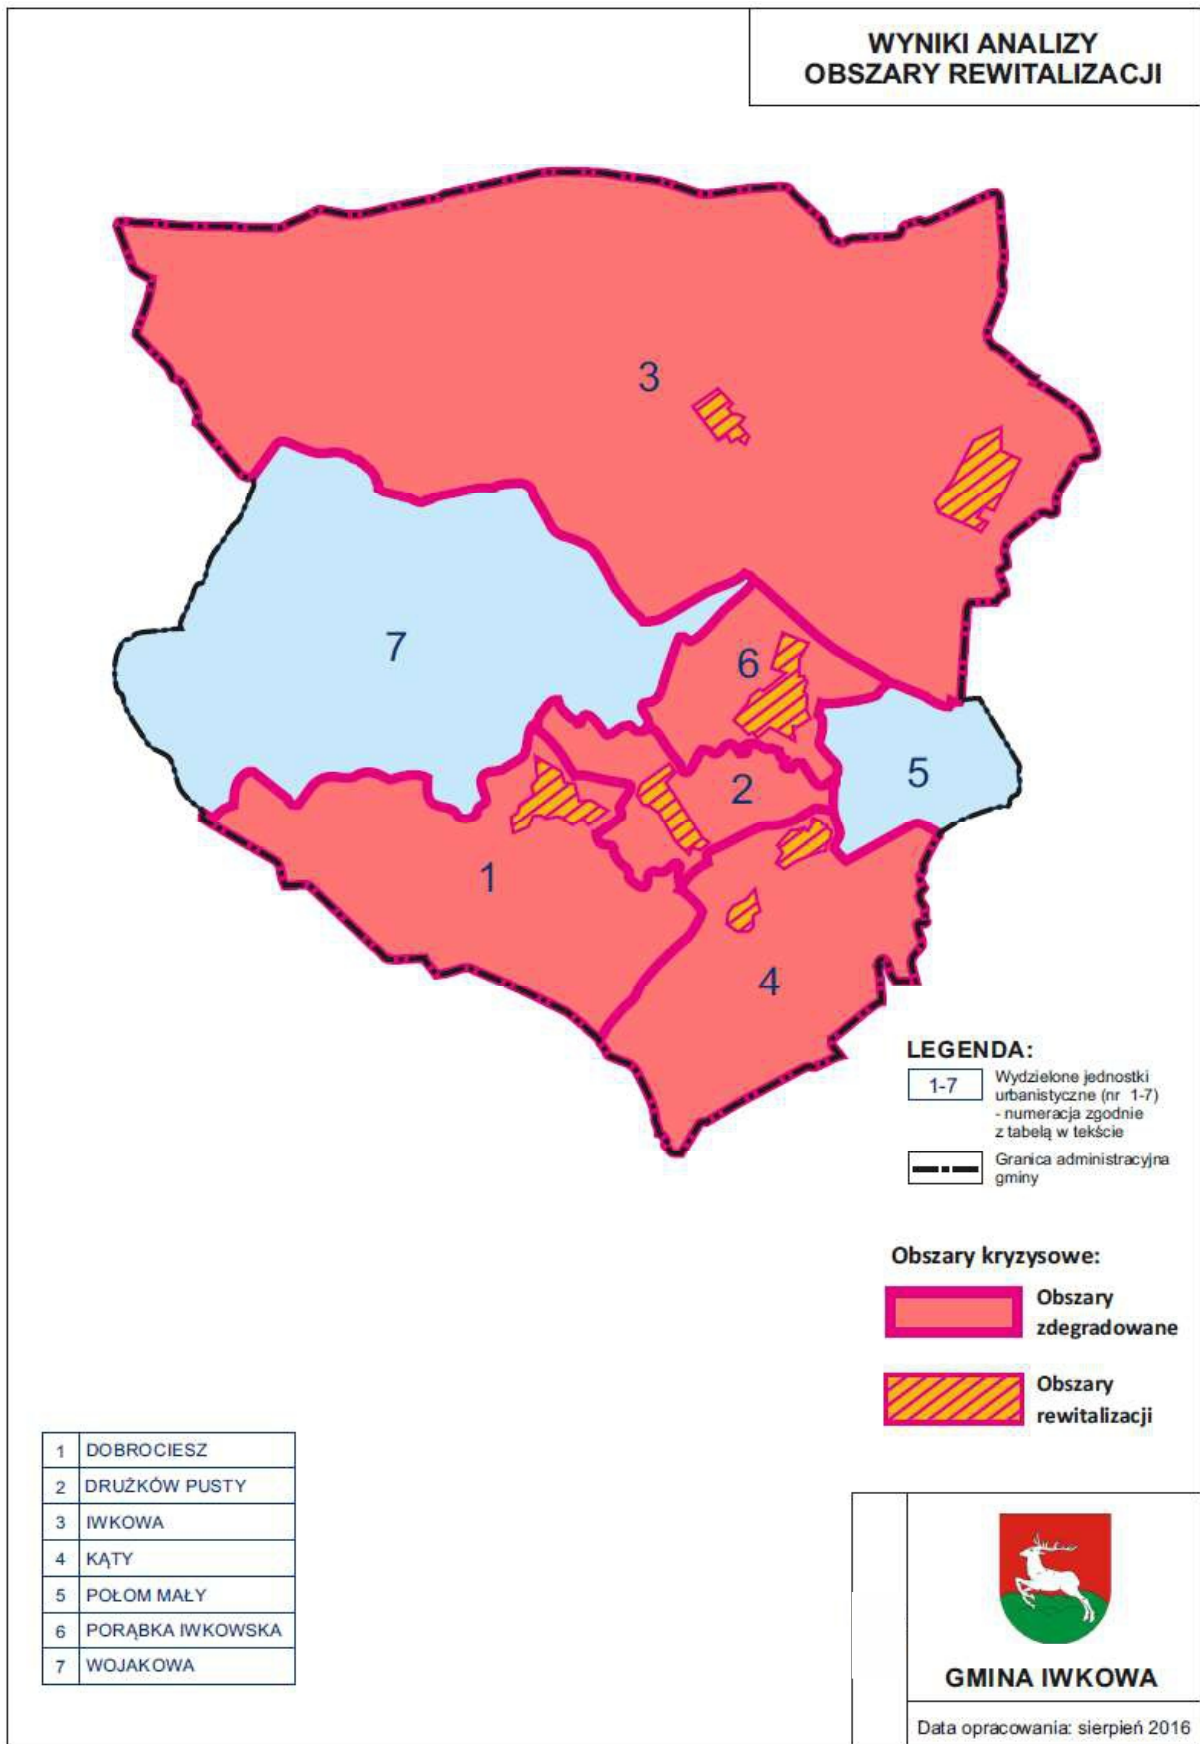 WYNIKI ANALIZY
OBSZARY REWITALIZACJI
3
7
6
5
2
1
4
LEGENDA:
1-7
Wydzielone jednostki
urbanistyczne (nr 1-7)
- numeracja zgodnie
z tabelą w tekście
Granica administracyjna
gminy
Obszary kryzysowe:
Obszary
zdegradowane
Obszary
rewitalizacji
1 DOBROCIESZ
2 DRUŻKÓW PUSTY
3 IWKOWA
4 KĄTY
5 POŁOM MAŁY
6 PORĄBKA IWKOWSKA
7 WOJAKOWA
GMINA IWKOWA
Data opracowania: sierpień 2016